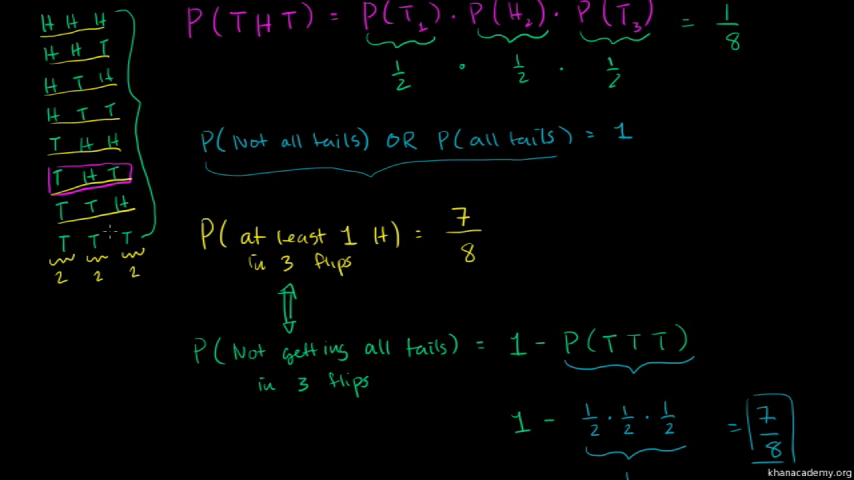 H H H
H H T
H T H
H T T
T H H
T H T
T T H
T T T
2 2 2
P(THT) = P(T₁) · P(H₂) · P(T₃) = 1/8
1/2 · 1/2 · 1/2
P(Not all tails) OR P(all tails) = 1
P(at least 1 H) = 7/8
in 3 flips
P(Not getting all tails) = 1 - P(TTT)
in 3 flips
1 - 1/2 · 1/2 · 1/2 = 7/8
khanacademy.org